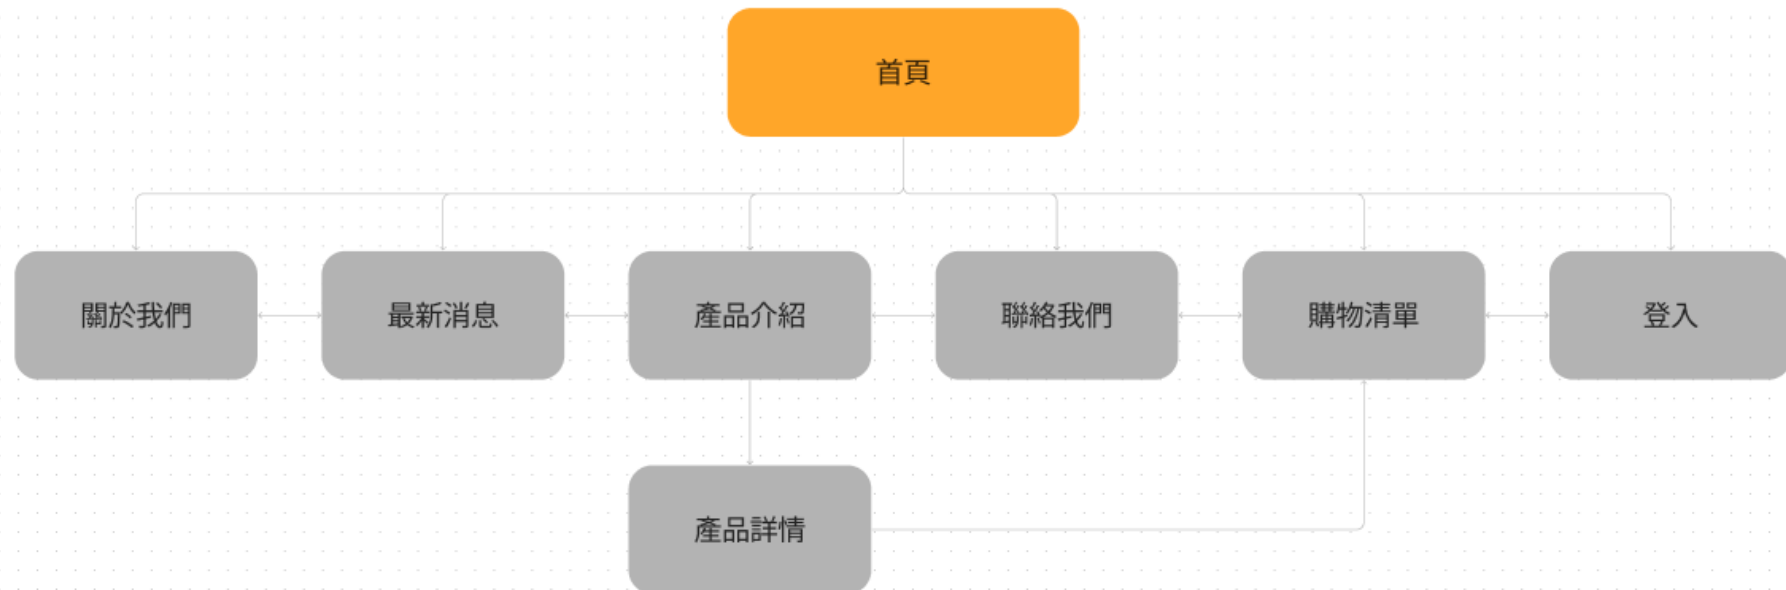 首頁
關於我們
最新消息
產品介紹
聯絡我們
購物清單
登入
產品詳情